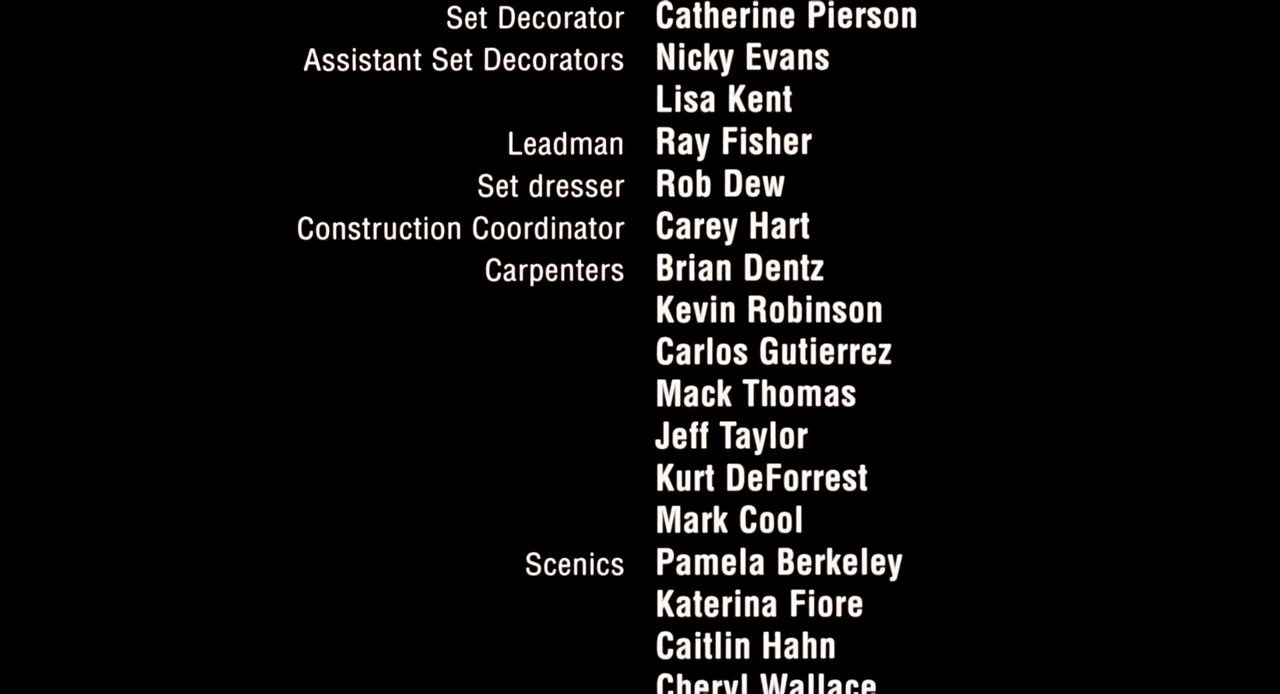 Set Decorator Catherine Pierson
Assistant Set Decorators Nicky Evans
Lisa Kent
Leadman Ray Fisher
Set dresser Rob Dew
Construction Coordinator Carey Hart
Carpenters Brian Dentz
Kevin Robinson
Carlos Gutierrez
Mack Thomas
Jeff Taylor
Kurt DeForrest
Mark Cool
Scenics Pamela Berkeley
Katerina Fiore
Caitlin Hahn
Cheryl Wallace